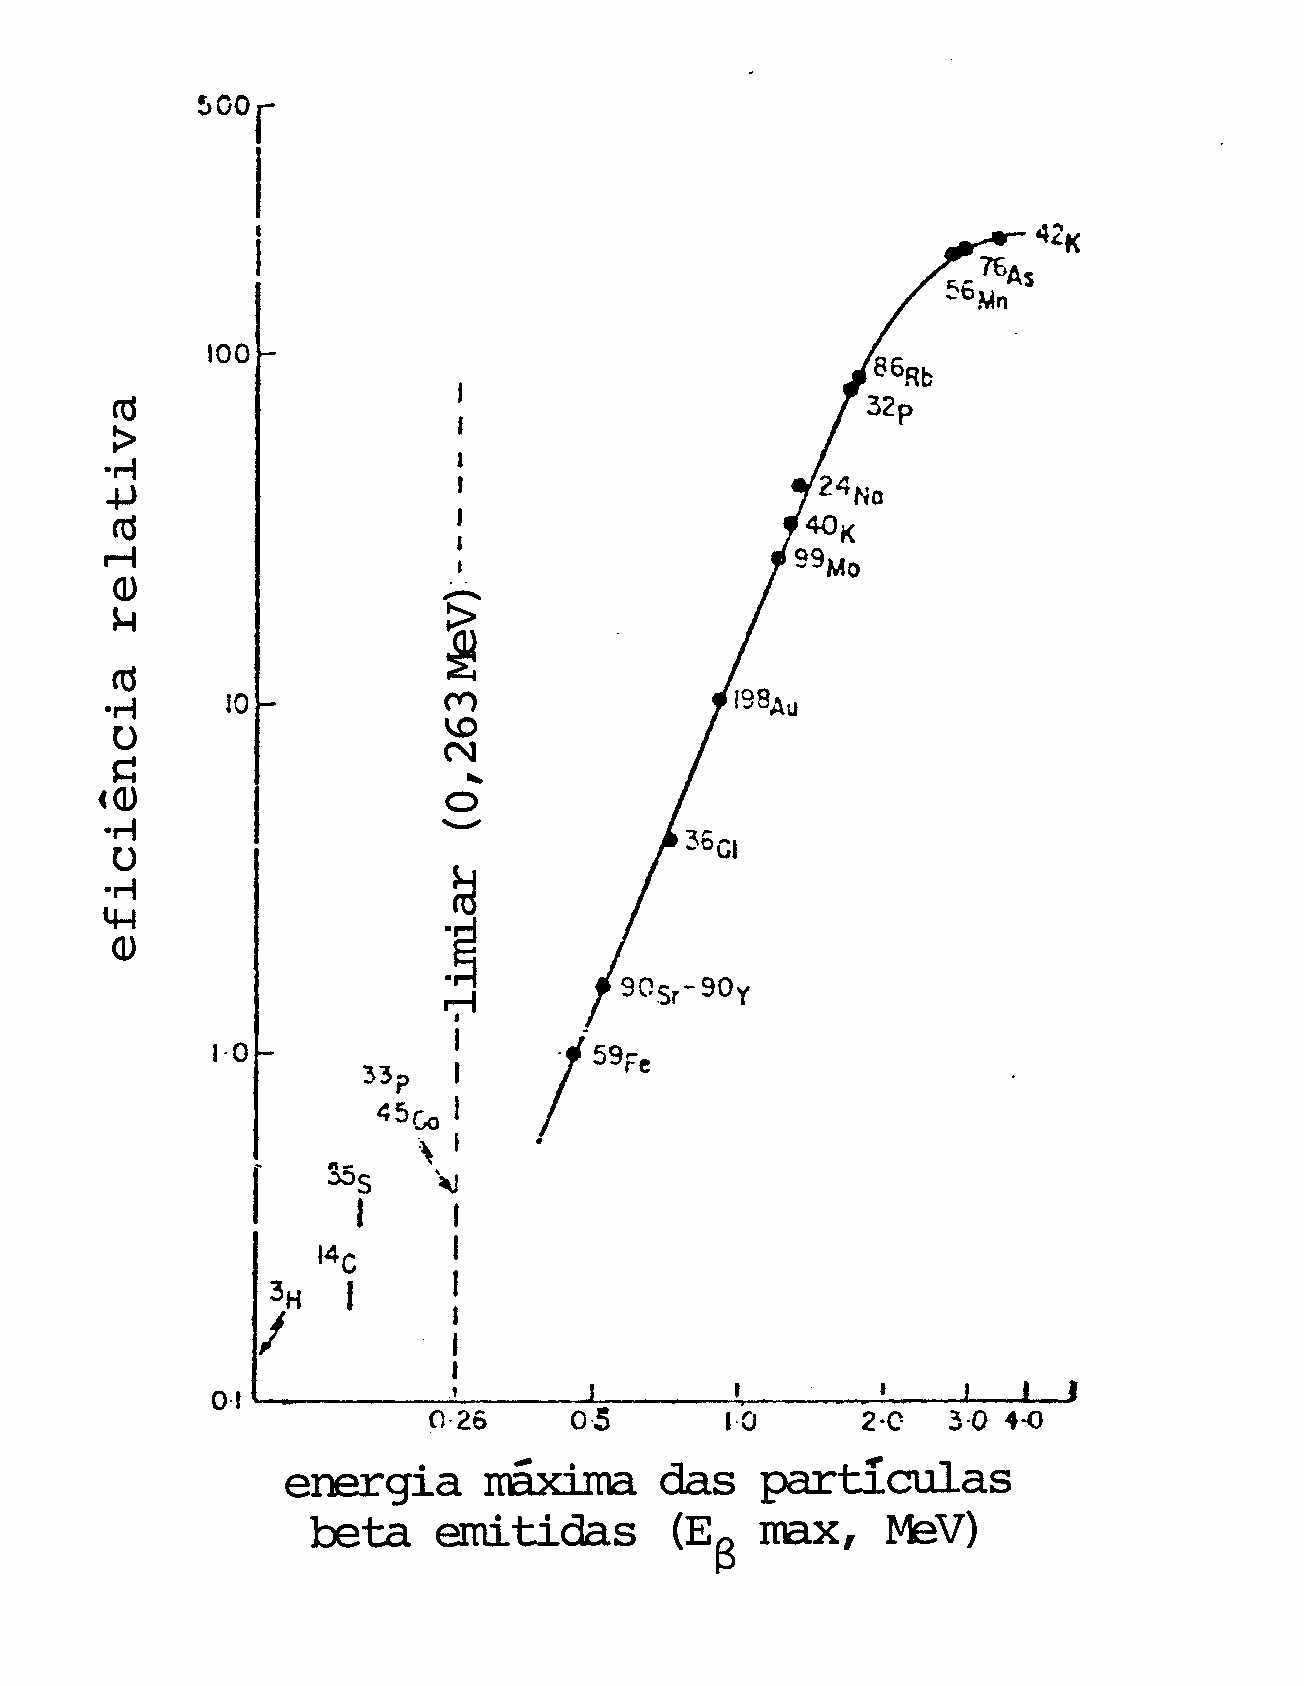 500
100
10
1·0
0·1
eficiência relativa
limiar (0,263 MeV)
42K
76As
56Mn
86Rb
32P
24Na
40K
99Mo
198Au
36Cl
90Sr-90Y
59Fe
33P
45Ca
35S
14C
3H
0·26 0·5 1·0 2·0 3·0 4·0
energia máxima das partículas
beta emitidas (Eβ max, MeV)